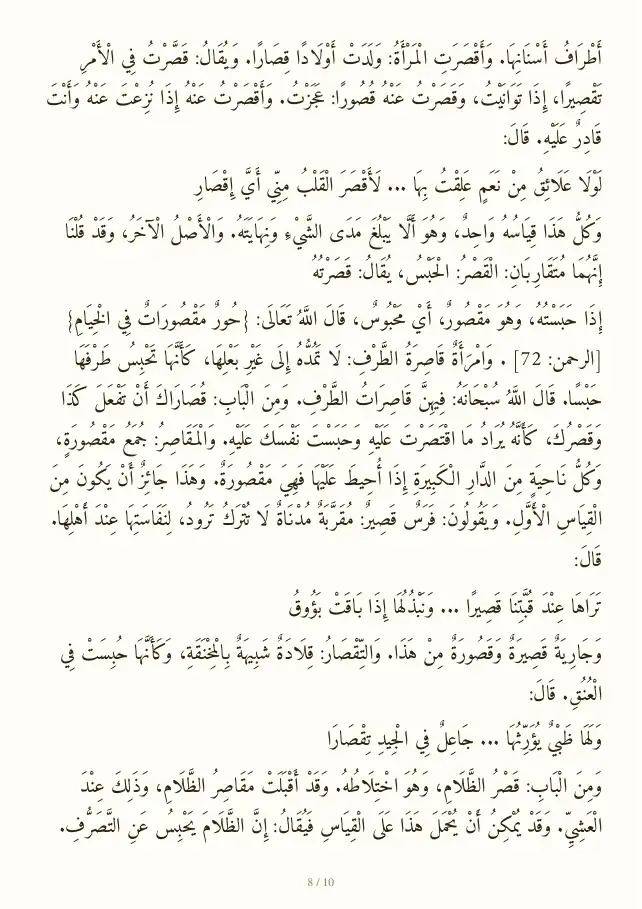 أَطْرَافُ أَسْنَانِهَا. وَأَقْصَرَتِ الْمَرْأَةُ: وَلَدَتْ أَوْلَادًا قِصَارًا. وَيُقَالُ: قَصَّرْتُ فِي الْأَمْرِ
تَقْصِيرًا، إِذَا تَوَانَيْتُ، وَقَصَرْتُ عَنْهُ قُصُورًا: عَجَزْتُ. وَأَقْصَرْتُ عَنْهُ إِذَا نُزِعْتَ عَنْهُ وَأَنْتَ
قَادِرٌ عَلَيْهِ. قَالَ:
لَوْلَا عَلَائِقُ مِنْ نَعَمٍ عَلِقْتُ بِهَا ... لَأَقْصَرَ الْقَلْبُ مِنِّي أَيَّ إِقْصَارِ
وَكُلُّ هَذَا قِيَاسُهُ وَاحِدٌ، وَهُوَ أَلَّا يَبْلُغَ مَدَى الشَّيْءِ وَنِهَايَتَهُ. وَالْأَصْلُ الْآخَرُ، وَقَدْ قُلْنَا
إِنَّهُمَا مُتَقَارِبَانِ: الْقَصْرُ: الْحَبْسُ، يُقَالُ: قَصَرْتُهُ
إِذَا حَبَسْتُهُ، وَهُوَ مَقْصُورٌ، أَيْ مَحْبُوسٌ، قَالَ اللَّهُ تَعَالَى: {حُورٌ مَقْصُورَاتٌ فِي الْخِيَامِ}
[الرحمن: 72] . وَامْرَأَةٌ قَاصِرَةُ الطَّرْفِ: لَا تَمُدُّهُ إِلَى غَيْرِ بَعْلِهَا، كَأَنَّهَا تَحْبِسُ طَرْفَهَا
حَبْسًا. قَالَ اللَّهُ سُبْحَانَهُ: فِيهِنَّ قَاصِرَاتُ الطَّرْفِ. وَمِنَ الْبَابِ: قُصَارَاكَ أَنْ تَفْعَلَ كَذَا
وَقَصْرُكَ، كَأَنَّهُ يُرَادُ مَا اقْتَصَرْتَ عَلَيْهِ وَحَبَسْتَ نَفْسَكَ عَلَيْهِ. وَالْمَقَاصِرُ: جُمَعُ مَقْصُورَةٍ،
وَكُلُّ نَاحِيَةٍ مِنَ الدَّارِ الْكَبِيرَةِ إِذَا أُحِيطَ عَلَيْهَا فَهِيَ مَقْصُورَةٌ. وَهَذَا جَائِزٌ أَنْ يَكُونَ مِنَ
الْقِيَاسِ الْأَوَّلِ. وَيَقُولُونَ: فَرَسٌ قَصِيرٌ: مُقَرَّبَةٌ مُدْنَاةٌ لَا تُتْرَكُ تَرُودُ، لِنَفَاسَتِهَا عِنْدَ أَهْلِهَا.
قَالَ:
تَرَاهَا عِنْدَ قُبَّتِنَا قَصِيرًا ... وَنَبْذُلُهَا إِذَا بَاقَتْ بَؤُوقُ
وَجَارِيَةٌ قَصِيرَةٌ وَقَصُورَةٌ مِنْ هَذَا. وَالتِّقْصَارُ: قِلَادَةٌ شَبِيهَةٌ بِالْمِخْنَقَةِ، وَكَأَنَّهَا حُبِسَتْ فِي
الْعُنُقِ. قَالَ:
وَلَهَا ظَبْيٌ يُؤَرِّثُهَا ... جَاعِلٌ فِي الْجِيدِ تِقْصَارَا
وَمِنَ الْبَابِ: قَصْرُ الظَّلَامِ، وَهُوَ اخْتِلَاطُهُ. وَقَدْ أَقْبَلَتْ مَقَاصِرُ الظَّلَامِ، وَذَلِكَ عِنْدَ
الْعَشِيِّ. وَقَدْ يُمْكِنُ أَنْ يُحْمَلَ هَذَا عَلَى الْقِيَاسِ فَيُقَالُ: إِنَّ الظَّلَامَ يَحْبِسُ عَنِ التَّصَرُّفِ.
8 / 10